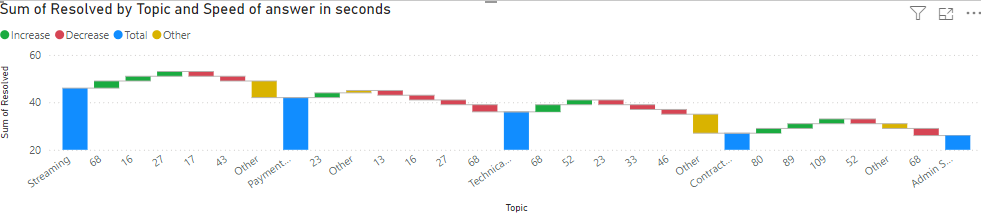 Sum of Resolved by Topic and Speed of answer in seconds
Increase Decrease Total Other
Sum of Resolved
60
40
20
Streaming 68 16 27 17 43 Other Payment... 23 Other 13 16 27 68 Technica... 68 52 23 33 46 Other Contract... 80 89 109 52 Other 68 Admin S...
Topic